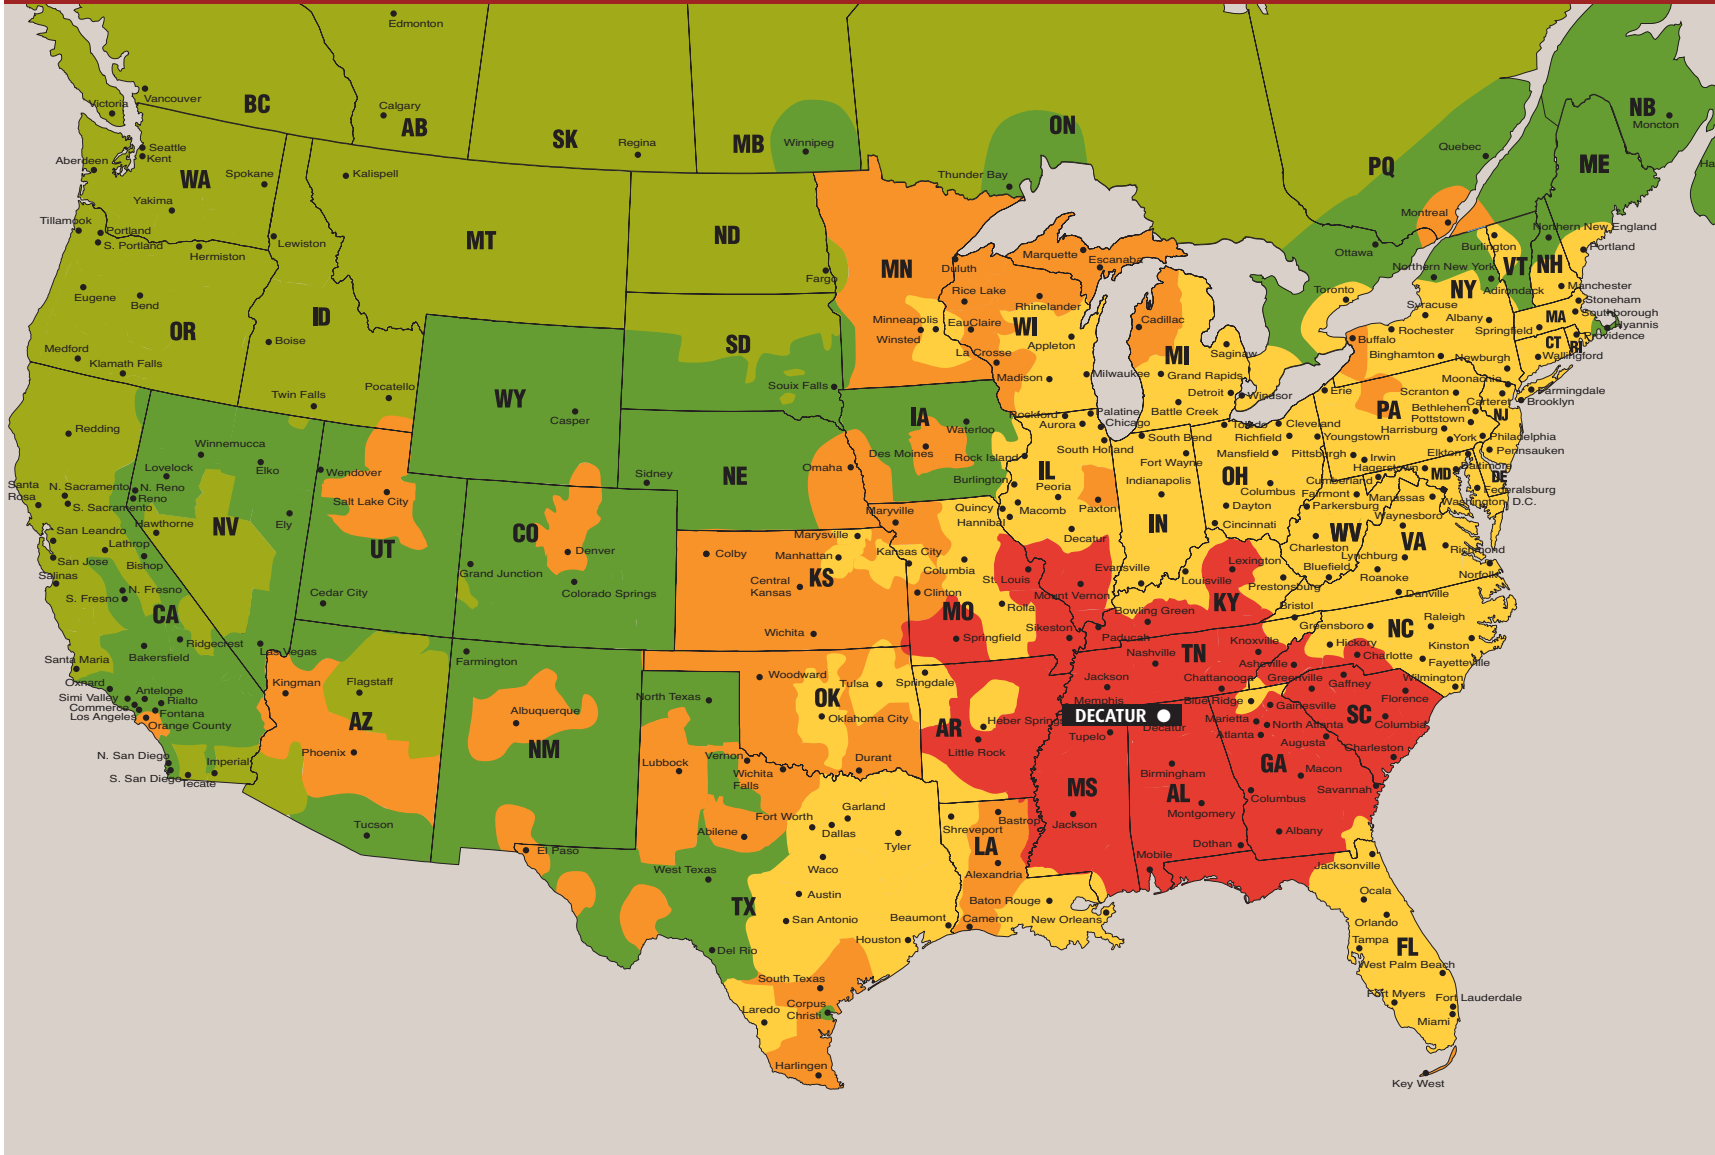 Edmonton
Victoria
Vancouver
BC
Calgary
AB
SK
Regina
MB
Winnipeg
ON
Thunder Bay
PQ
Quebec
NB
Moncton
ME
Ha
Montreal
Ottawa
Toronto
Seattle
Kent
Aberdeen
WA
Spokane
Yakima
Kalispell
Tillamook
Portland
S. Portland
Hermiston
Lewiston
MT
ND
Fargo
MN
Duluth
Marquette
Escanaba
Eugene
Bend
OR
ID
Boise
Medford
Klamath Falls
Twin Falls
Pocatello
WY
Casper
SD
Souix Falls
Minneapolis
Winsted
EauClaire
Rice Lake
Rhinelander
WI
Appleton
La Crosse
Madison
Milwaukee
Cadillac
MI
Saginaw
Grand Rapids
Detroit
Windsor
Battle Creek
Burlington
Northern New England
Portland
Northern New York
VT
NH
NY
Adirondack
Manchester
Stoneham
Syracuse
Albany
MA
Southborough
Hyannis
Rochester
Springfield
Providence
Buffalo
CT
RI
Wallingford
Binghamton
Newburgh
Moonachie
Erie
Scranton
Farmingdale
Carteret
Brooklyn
PA
Bethlehem
Pottstown
NJ
Harrisburg
York
Philadelphia
Pennsauken
Elkton
Redding
Winnemucca
Elko
Lovelock
N. Sacramento
N. Reno
Reno
Santa
Rosa
S. Sacramento
Hawthorne
NV
Ely
Wendover
Salt Lake City
UT
San Leandro
Lathrop
San Jose
Bishop
Salinas
N. Fresno
S. Fresno
CA
Cedar City
Ridgecrest
Bakersfield
Las Vegas
Santa Maria
Oxnard
Antelope
Simi Valley
Rialto
Commerce
Fontana
Los Angeles
Orange County
N. San Diego
S. San Diego
Tecate
Imperial
Kingman
Flagstaff
AZ
Phoenix
Tucson
CO
Denver
Grand Junction
Colorado Springs
Farmington
Albuquerque
NM
El Paso
Sidney
NE
Omaha
IA
Waterloo
Des Moines
Rock Island
Burlington
Maryville
Marysville
Colby
Manhattan
Kansas City
Central
Kansas
KS
Wichita
Columbia
Clinton
MO
Rolla
Springfield
St. Louis
Sikeston
Quincy
Hannibal
Rockford
Palatine
Aurora
Chicago
South Holland
IL
Peoria
Macomb
Paxton
Decatur
Mount Vernon
South Bend
Fort Wayne
Indianapolis
IN
Evansville
Toledo
Cleveland
Richfield
Mansfield
Youngstown
Pittsburgh
Irwin
OH
Columbus
Dayton
Cincinnati
Hagerstown
Cumberland
MD
Baltimore
DE
Fairmont
Manassas
Federalsburg
Washington D.C.
Parkersburg
Waynesboro
WV
VA
Charleston
Lynchburg
Richmond
Bluefield
Roanoke
Norfolk
Prestonsburg
Lexington
Louisville
KY
Bowling Green
Paducah
Bristol
Danville
Greensboro
Raleigh
NC
Hickory
Kinston
Charlotte
Fayetteville
Wilmington
Knoxville
Nashville
TN
Asheville
Jackson
Chattanooga
Greenville
Gaffney
Memphis
Blue Ridge
Gainesville
Florence
SC
Columbia
Charleston
DECATUR
Decatur
Marietta
North Atlanta
Atlanta
Augusta
Tupelo
Birmingham
GA
Macon
Savannah
MS
AL
Columbus
Montgomery
Jackson
Albany
Dothan
Mobile
Woodward
Tulsa
Springdale
OK
Oklahoma City
AR
Heber Springs
Little Rock
Durant
North Texas
Lubbock
Vernon
Wichita
Falls
Garland
Fort Worth
Dallas
Abilene
Tyler
Waco
West Texas
TX
Austin
San Antonio
Del Rio
Beaumont
Houston
South Texas
Corpus
Christi
Laredo
Harlingen
Shreveport
Bastrop
LA
Alexandria
Baton Rouge
Cameron
New Orleans
Jacksonville
Ocala
Orlando
Tampa
FL
West Palm Beach
Fort Myers
Fort Lauderdale
Miami
Key West